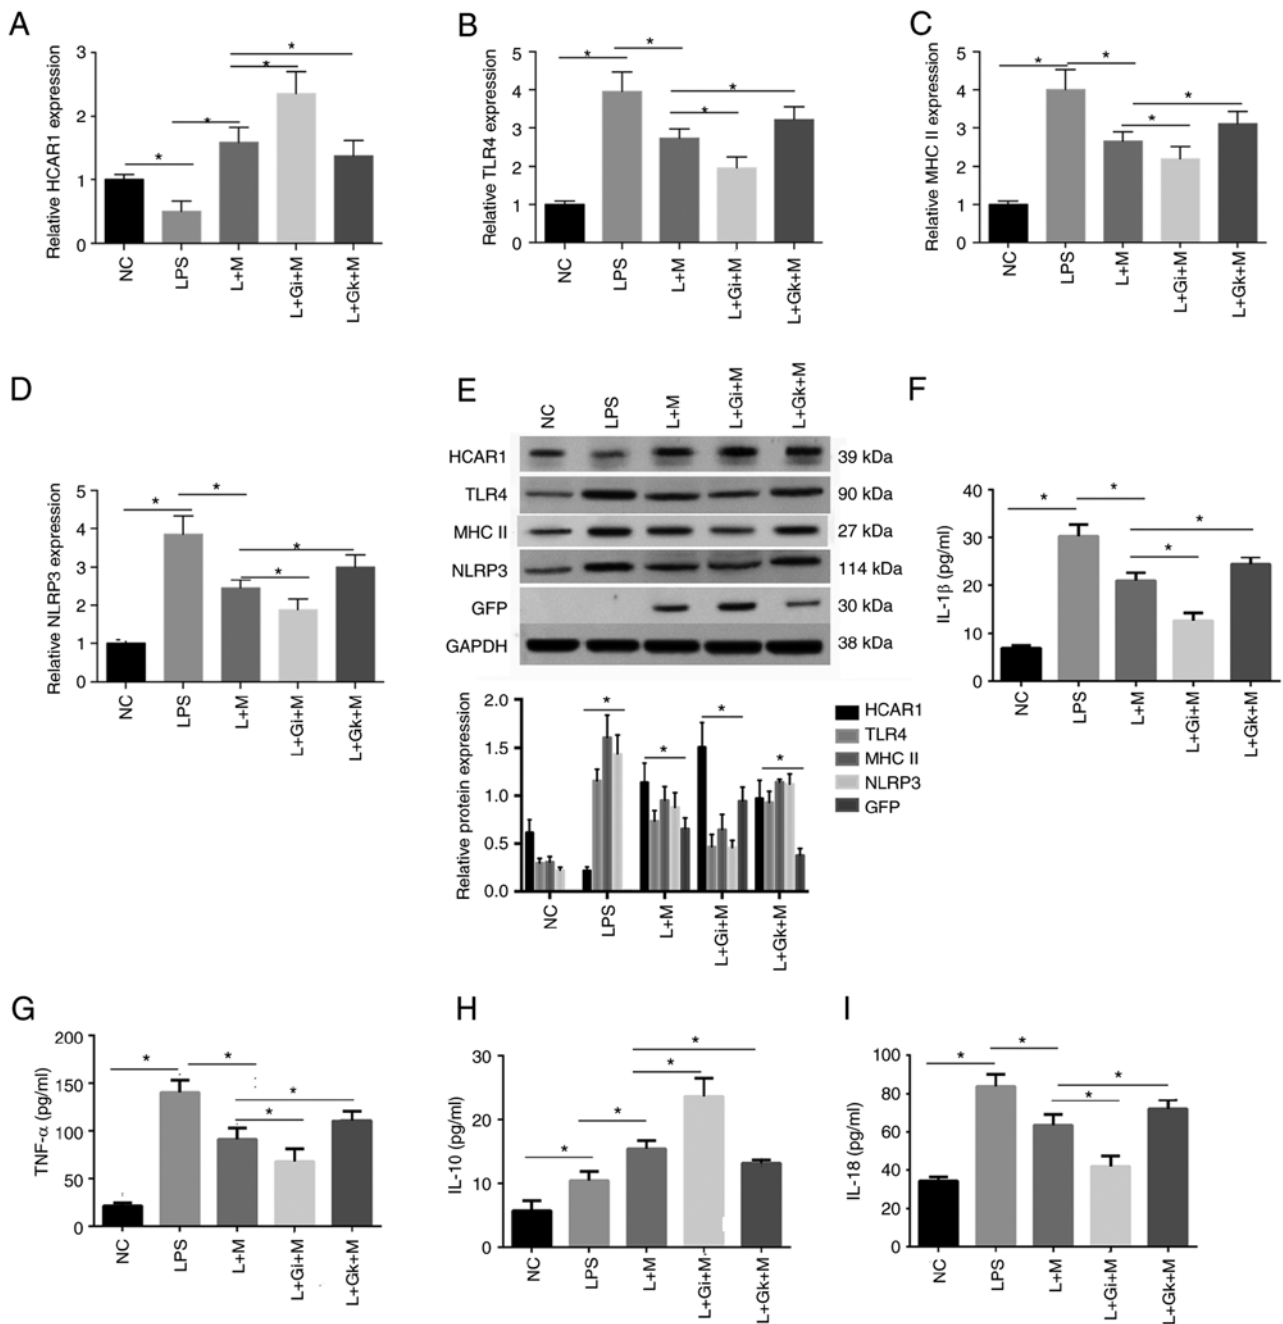 A
Relative HCAR1 expression
3
2
1
0
*
*
*
*
NC
LPS
L+M
L+Gi+M
L+Gk+M
B
Relative TLR4 expression
5
4
3
2
1
0
*
*
*
*
NC
LPS
L+M
L+Gi+M
L+Gk+M
C
Relative MHC II expression
5
4
3
2
1
0
*
*
*
*
NC
LPS
L+M
L+Gi+M
L+Gk+M
D
Relative NLRP3 expression
5
4
3
2
1
0
*
*
*
*
NC
LPS
L+M
L+Gi+M
L+Gk+M
E
NC
LPS
L+M
L+Gi+M
L+Gk+M
HCAR1 39 kDa
TLR4 90 kDa
MHC II 27 kDa
NLRP3 114 kDa
GFP 30 kDa
GAPDH 38 kDa
Relative protein expression
2.0
1.5
1.0
0.5
0.0
*
*
*
*
HCAR1
TLR4
MHC II
NLRP3
GFP
NC
LPS
L+M
L+Gi+M
L+Gk+M
F
IL-1β (pg/ml)
40
30
20
10
0
*
*
*
*
NC
LPS
L+M
L+Gi+M
L+Gk+M
G
TNF-α (pg/ml)
200
150
100
50
0
*
*
*
*
NC
LPS
L+M
L+Gi+M
L+Gk+M
H
IL-10 (pg/ml)
30
20
10
0
*
*
*
*
NC
LPS
L+M
L+Gi+M
L+Gk+M
I
IL-18 (pg/ml)
100
80
60
40
20
0
*
*
*
*
NC
LPS
L+M
L+Gi+M
L+Gk+M